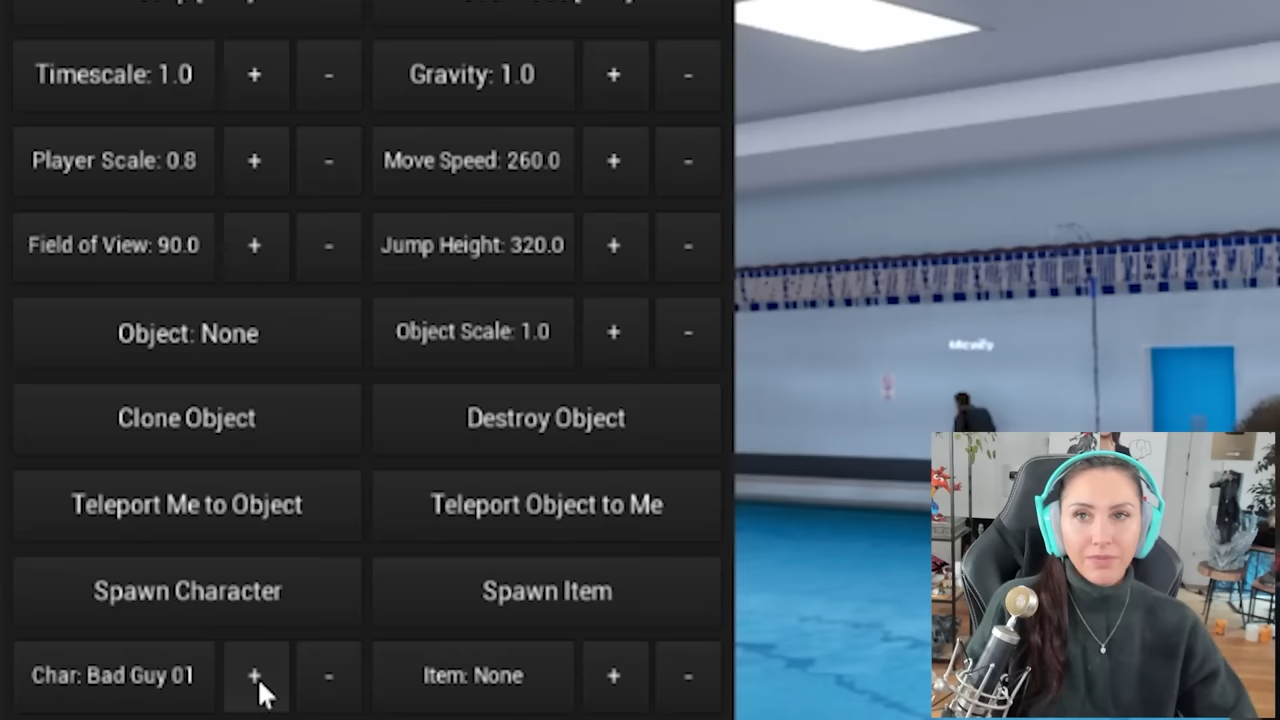 Timescale: 1.0 + - Gravity: 1.0 + -
Player Scale: 0.8 + - Move Speed: 260.0 + -
Field of View: 90.0 + - Jump Height: 320.0 + -
Object: None Object Scale: 1.0 + -
Clone Object Destroy Object
Teleport Me to Object Teleport Object to Me
Spawn Character Spawn Item
Char: Bad Guy 01 + - Item: None + -